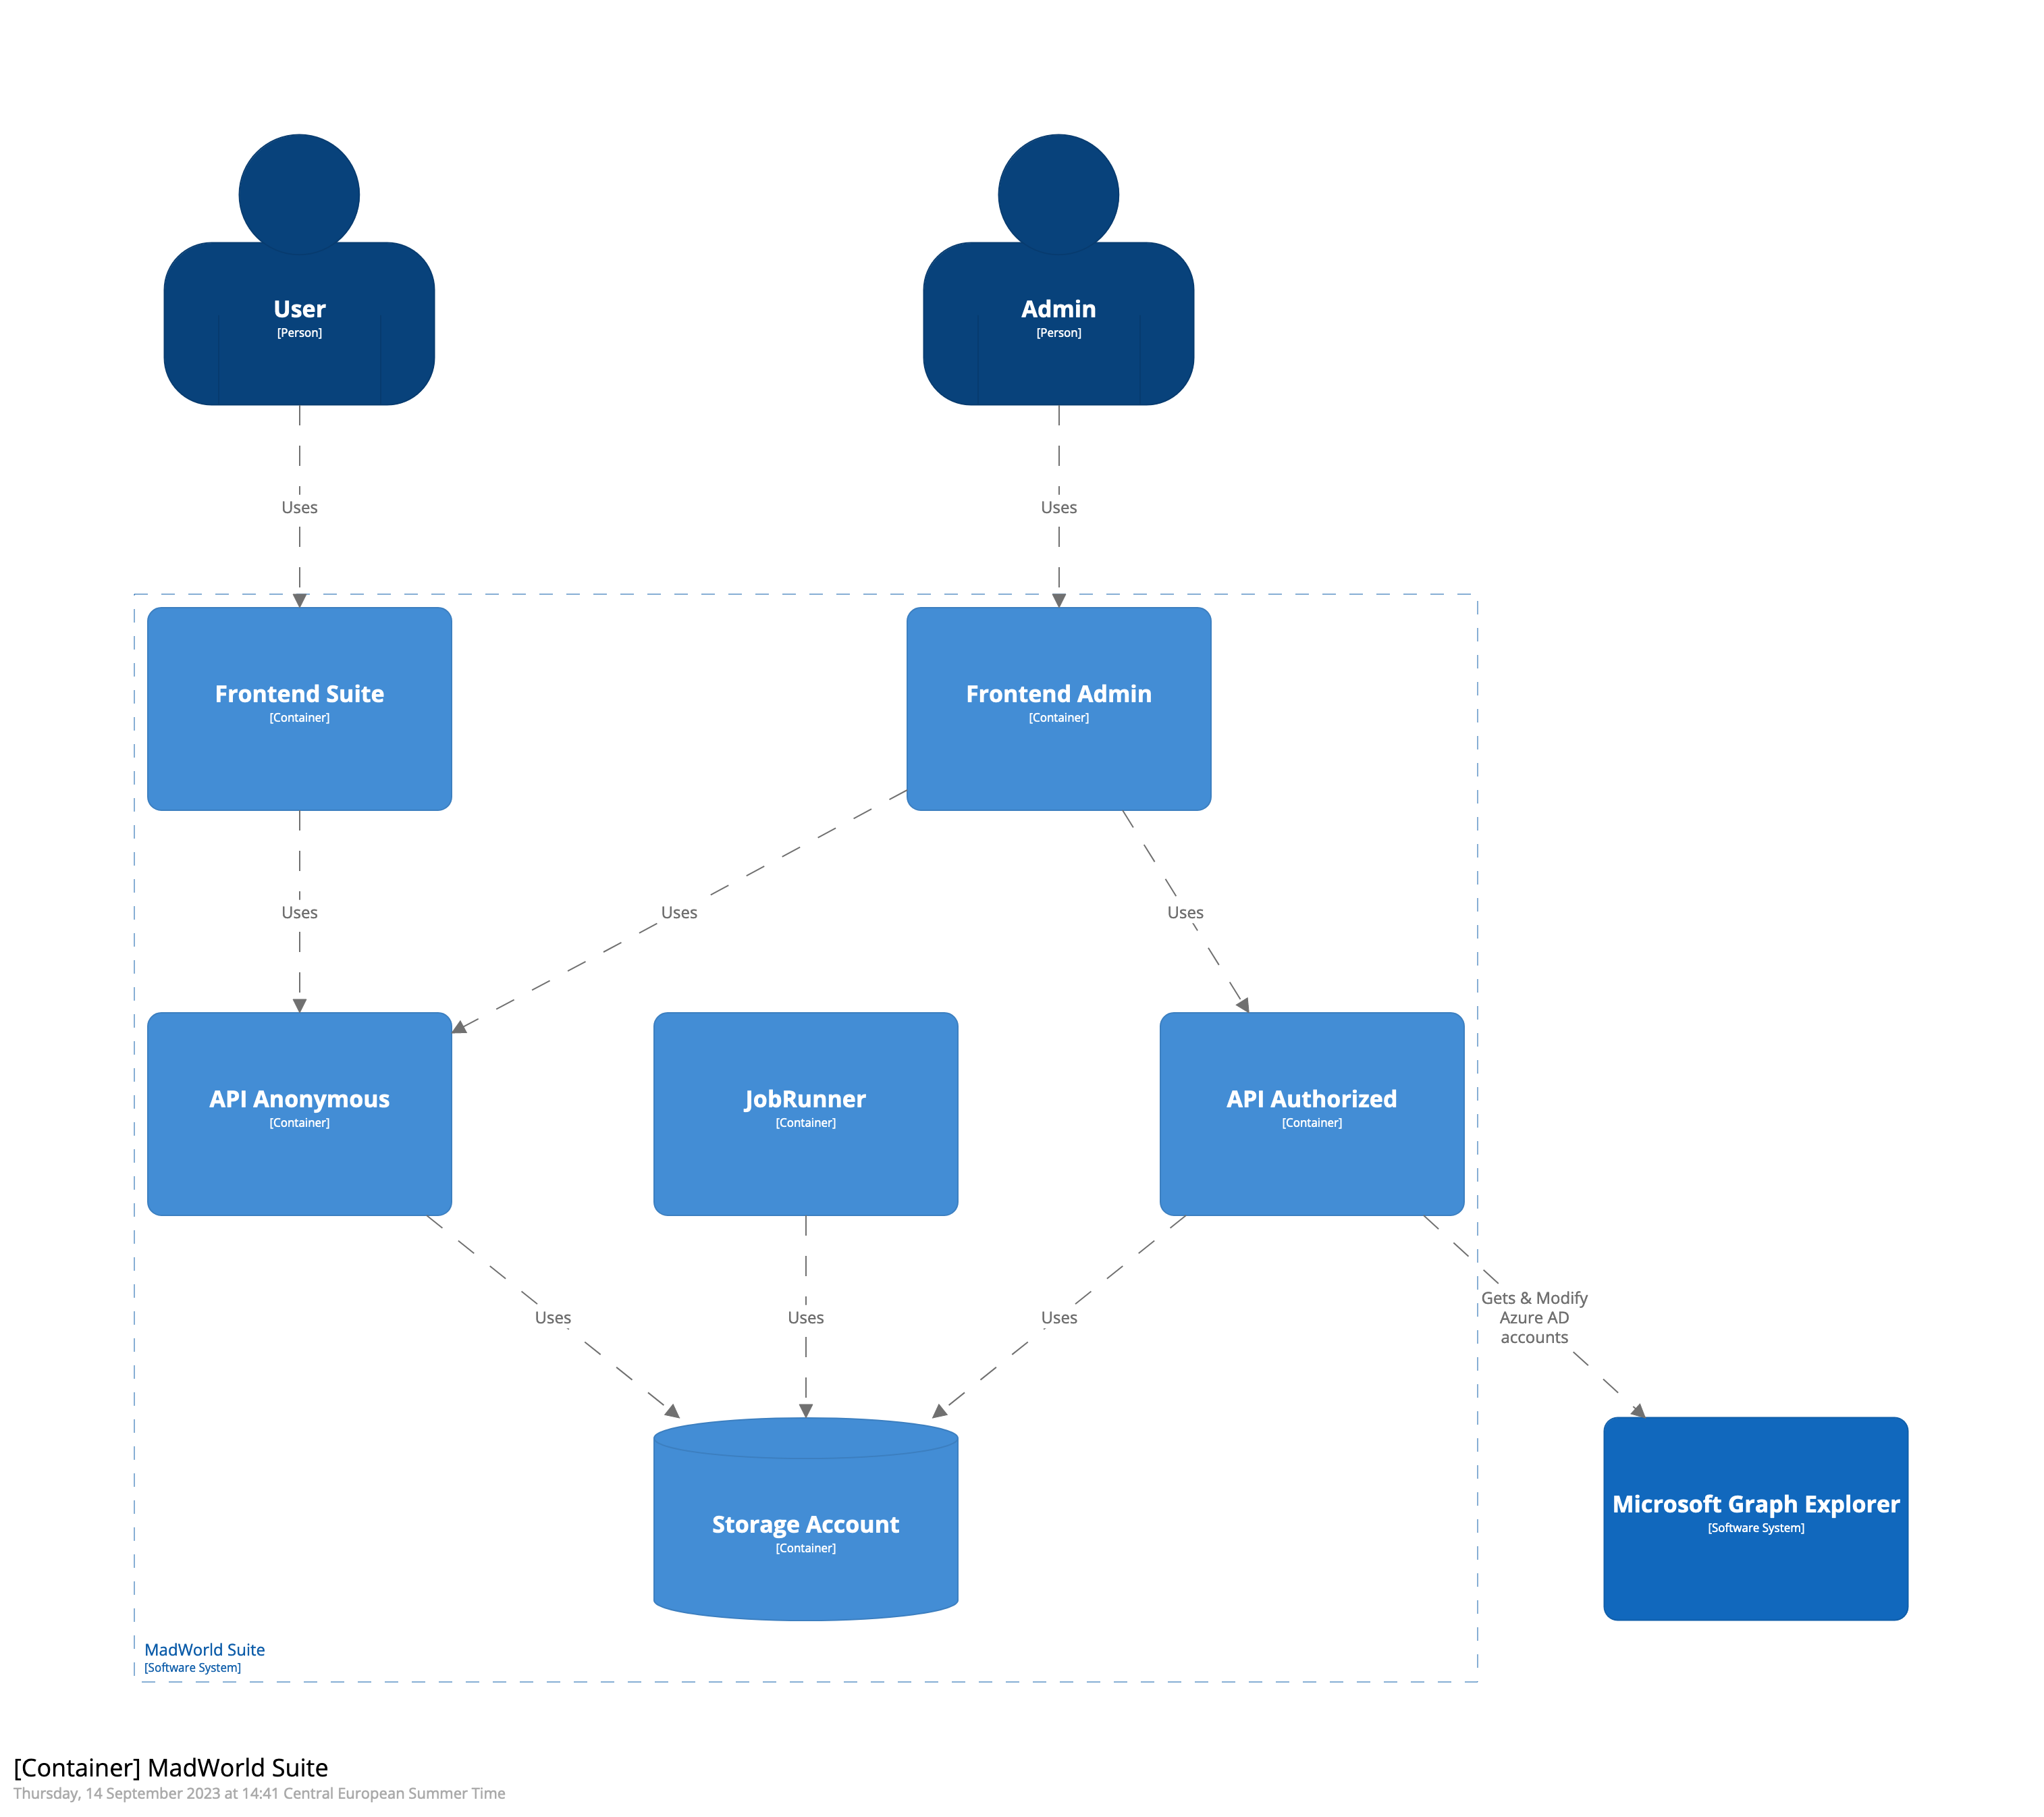 User
[Person]
Admin
[Person]
Uses
Uses
Frontend Suite
[Container]
Frontend Admin
[Container]
Uses
Uses
Uses
API Anonymous
[Container]
JobRunner
[Container]
API Authorized
[Container]
Uses
Uses
Uses
Gets & Modify
Azure AD
accounts
Storage Account
[Container]
Microsoft Graph Explorer
[Software System]
MadWorld Suite
[Software System]
[Container] MadWorld Suite
Thursday, 14 September 2023 at 14:41 Central European Summer Time